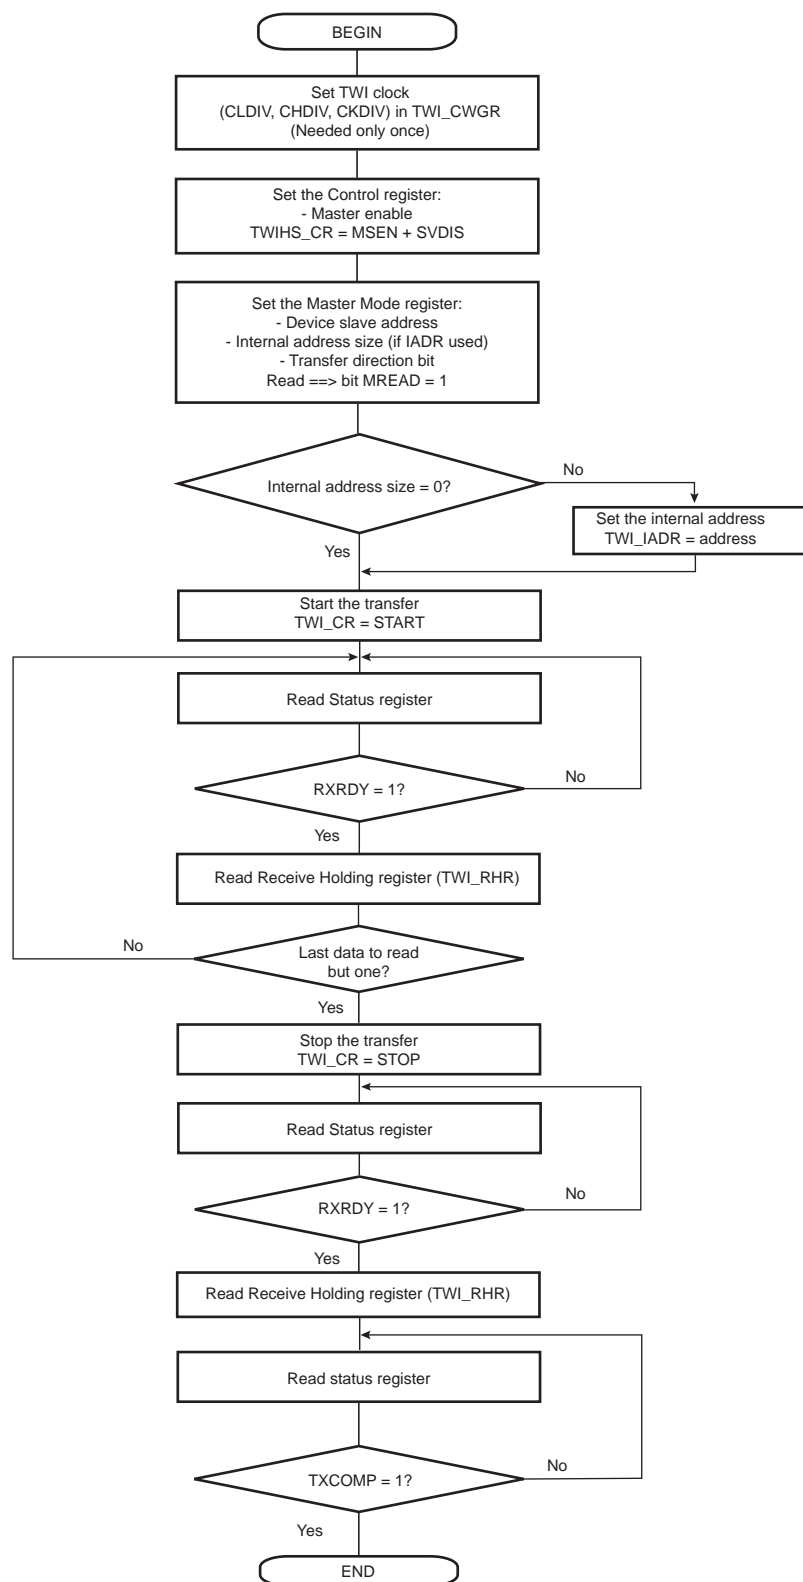 BEGIN
Set TWI clock
(CLDIV, CHDIV, CKDIV) in TWI_CWGR
(Needed only once)
Set the Control register:
- Master enable
TWIHS_CR = MSEN + SVDIS
Set the Master Mode register:
- Device slave address
- Internal address size (if IADR used)
- Transfer direction bit
Read ==> bit MREAD = 1
Internal address size = 0?
No
Set the internal address
TWI_IADR = address
Yes
Start the transfer
TWI_CR = START
Read Status register
RXRDY = 1?
No
Yes
Read Receive Holding register (TWI_RHR)
No
Last data to read
but one?
Yes
Stop the transfer
TWI_CR = STOP
Read Status register
RXRDY = 1?
No
Yes
Read Receive Holding register (TWI_RHR)
Read status register
TXCOMP = 1?
No
Yes
END